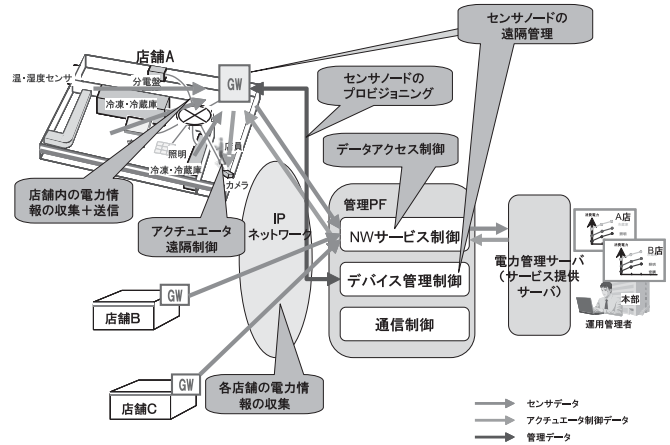 センサノードの
遠隔管理
店舗A
GW
温・湿度センサ
分電盤
冷凍・冷蔵庫
センサノードの
プロビジョニング
照明
店員
冷凍・冷蔵庫
カメラ
データアクセス制御
店舗内の電力情
報の収集+送信
アクチュエータ
遠隔制御
IP
ネットワーク
管理PF
NWサービス制御
デバイス管理制御
通信制御
電力管理サーバ
(サービス提供
サーバ)
消費電力
A店
消費電力
B店
本部
運用管理者
GW
店舗B
GW
店舗C
各店舗の電力情
報の収集
センサデータ
アクチュエータ制御データ
管理データ